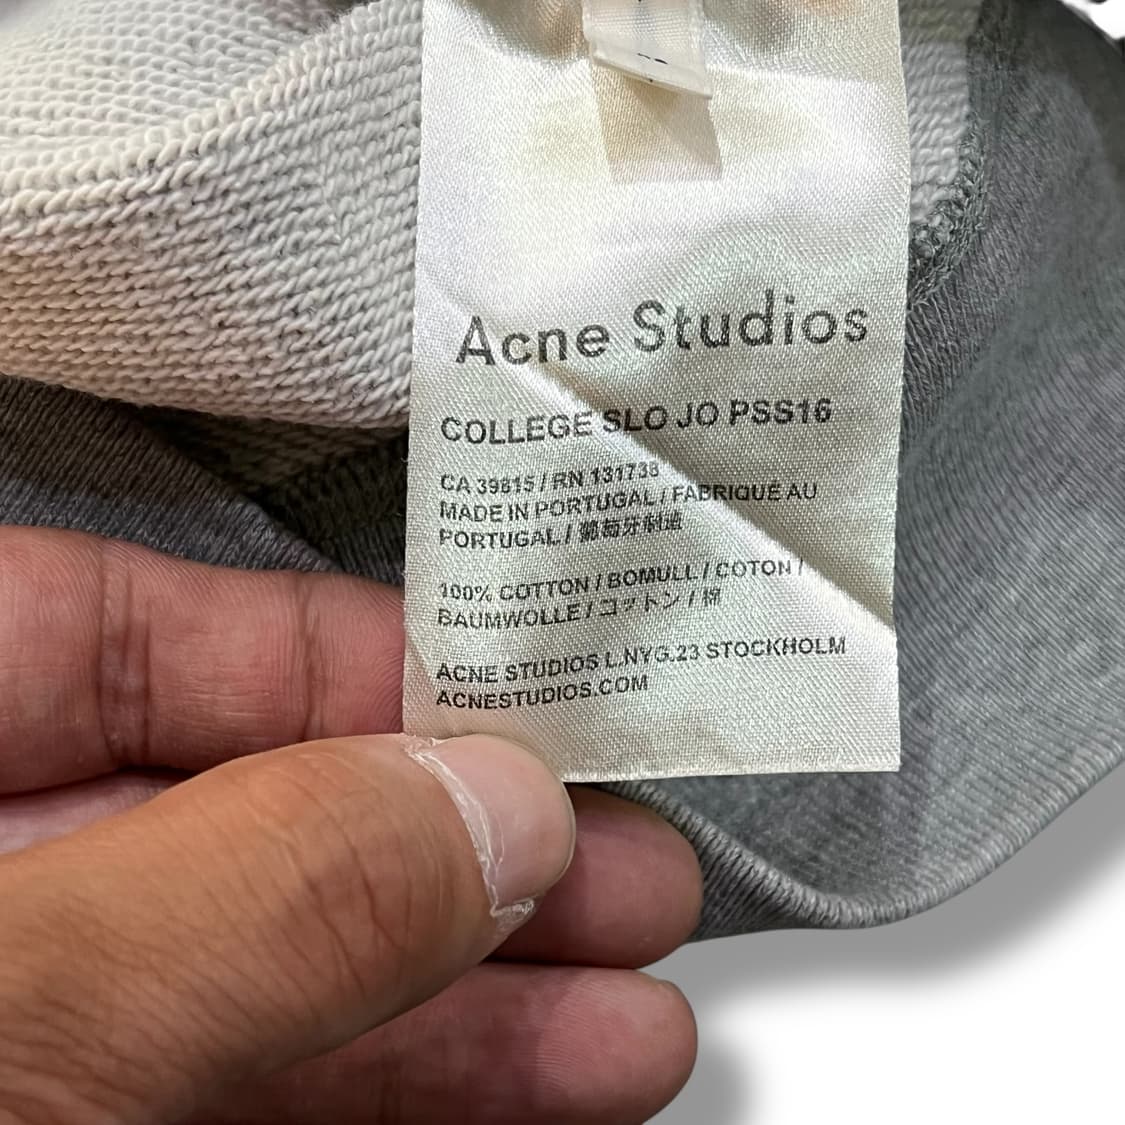 Acne Studios
COLLEGE SLO JO PSS16
CA 39815 / RN 131738
MADE IN PORTUGAL / FABRIQUÉ AU
PORTUGAL / 葡萄牙制造
100% COTTON / BOMULL / COTON /
BAUMWOLLE / コットン / 棉
ACNE STUDIOS L.NYG.23 STOCKHOLM
ACNESTUDIOS.COM